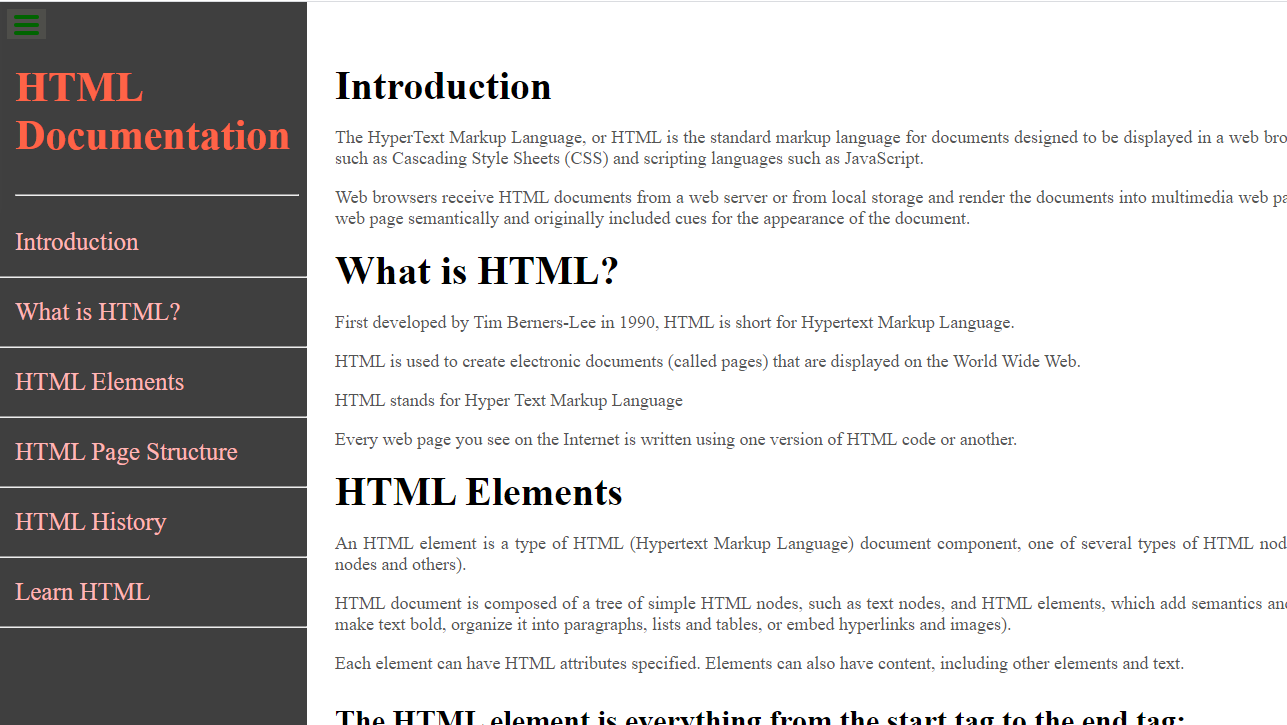 HTML
Documentation
Introduction
What is HTML?
HTML Elements
HTML Page Structure
HTML History
Learn HTML
Introduction
The HyperText Markup Language, or HTML is the standard markup language for documents designed to be displayed in a web
such as Cascading Style Sheets (CSS) and scripting languages such as JavaScript.
Web browsers receive HTML documents from a web server or from local storage and render the documents into multimedia web
web page semantically and originally included cues for the appearance of the document.
What is HTML?
First developed by Tim Berners-Lee in 1990, HTML is short for Hypertext Markup Language.
HTML is used to create electronic documents (called pages) that are displayed on the World Wide Web.
HTML stands for Hyper Text Markup Language
Every web page you see on the Internet is written using one version of HTML code or another.
HTML Elements
An HTML element is a type of HTML (Hypertext Markup Language) document component, one of several types of HTML
nodes and others).
HTML document is composed of a tree of simple HTML nodes, such as text nodes, and HTML elements, which add semantics
make text bold, organize it into paragraphs, lists and tables, or embed hyperlinks and images).
Each element can have HTML attributes specified. Elements can also have content, including other elements and text.
The HTML element is everything from the start tag to the end tag: